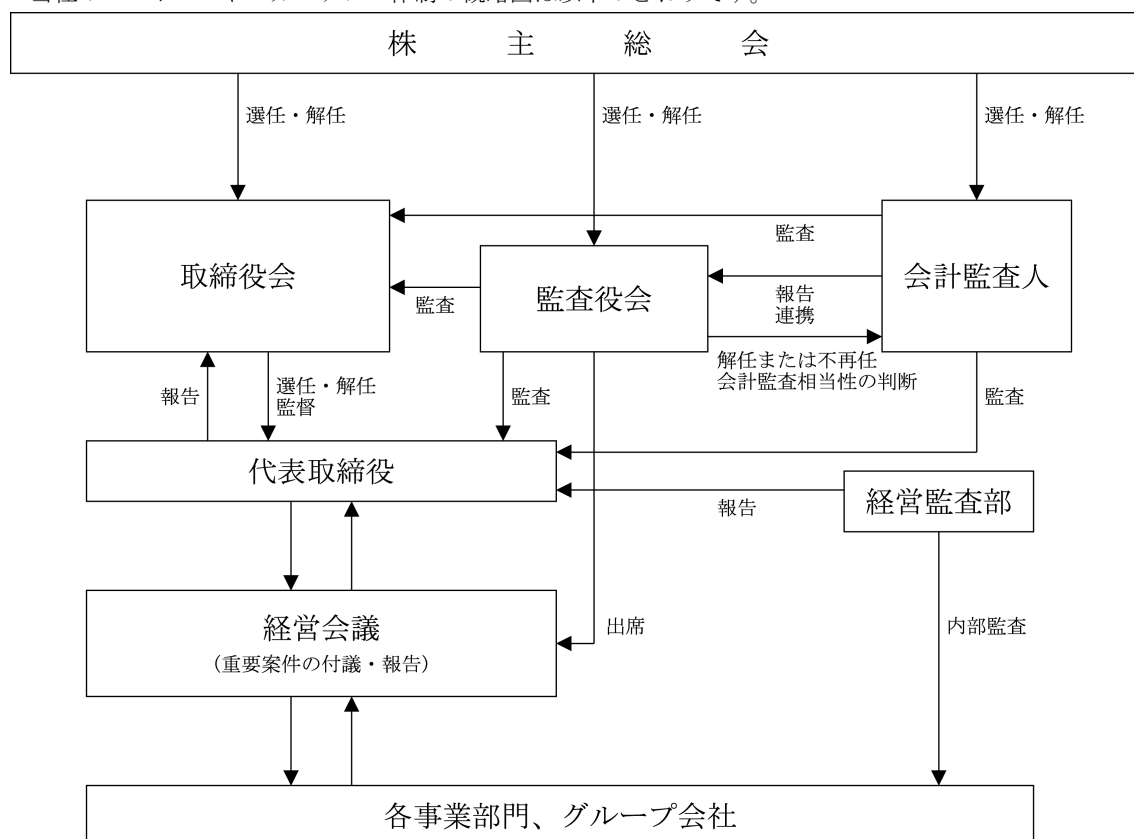 株主総会
選任・解任
選任・解任
選任・解任
監査
取締役会
監査役会
会計監査人
監査
報告
連携
解任または不再任
会計監査相当性の判断
報告
選任・解任
監督
監査
監査
代表取締役
報告
経営監査部
経営会議
(重要案件の付議・報告)
出席
内部監査
各事業部門、グループ会社